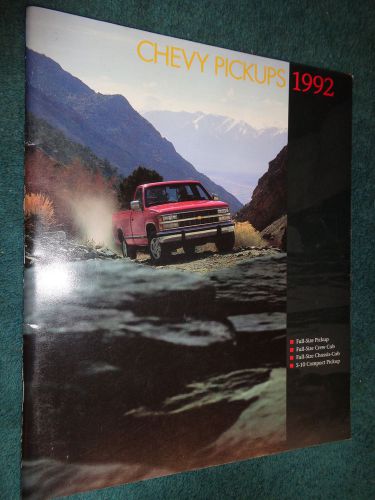 CHEVY PICKUPS 1992
Full-Size Pickup
Full-Size Crew Cab
Full-Size Chassis-Cab
S-10 Compact Pickup